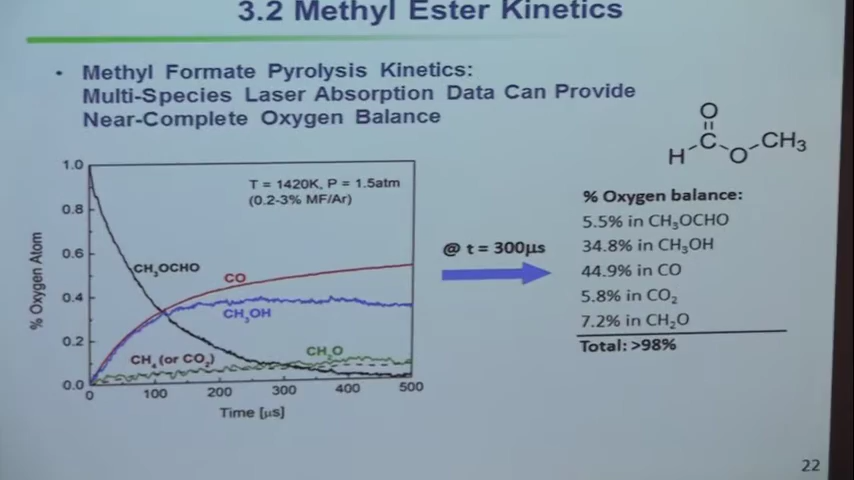 3.2 Methyl Ester Kinetics
• Methyl Formate Pyrolysis Kinetics:
Multi-Species Laser Absorption Data Can Provide
Near-Complete Oxygen Balance
O
H C O CH₃
1.0
0.8
0.6
0.4
0.2
0.0
% Oxygen Atom
T = 1420K, P = 1.5atm
(0.2-3% MF/Ar)
CH₃OCHO
CO
CH₃OH
CH₄ (or CO₂)
CH₂O
0 100 200 300 400 500
Time [µs]
@ t = 300µs
% Oxygen balance:
5.5% in CH₃OCHO
34.8% in CH₃OH
44.9% in CO
5.8% in CO₂
7.2% in CH₂O
Total: >98%
22